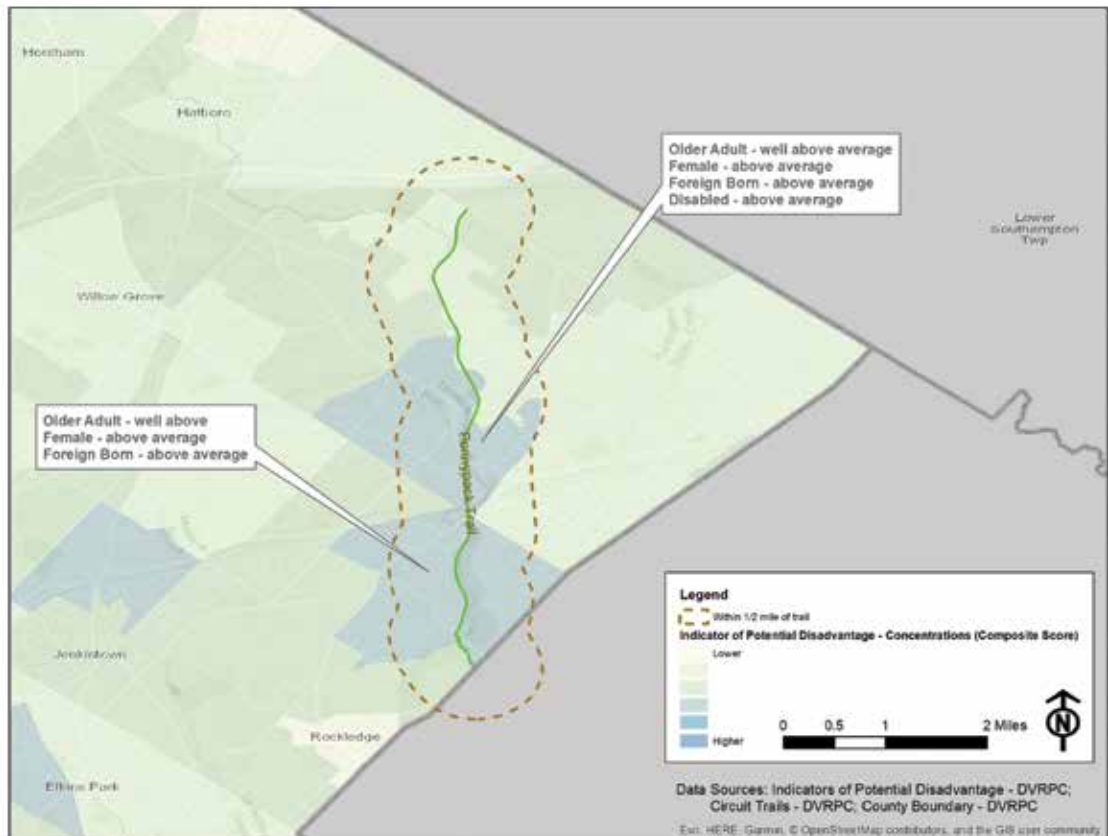 Horsham
Hatboro
Older Adult - well above average
Female - above average
Foreign Born - above average
Disabled - above average
Lower
Southampton
Twp
Willow Grove
Older Adult - well above
Female - above average
Foreign Born - above average
Pennypack Trail
Jenkintown
Rockledge
Elkins Park
Legend
Within 1/2 mile of trail
Indicator of Potential Disadvantage - Concentrations (Composite Score)
Lower
Higher
0 0.5 1 2 Miles
N
Data Sources: Indicators of Potential Disadvantage - DVRPC;
Circuit Trails - DVRPC; County Boundary - DVRPC
Esri, HERE, Garmin, © OpenStreetMap contributors, and the GIS user community